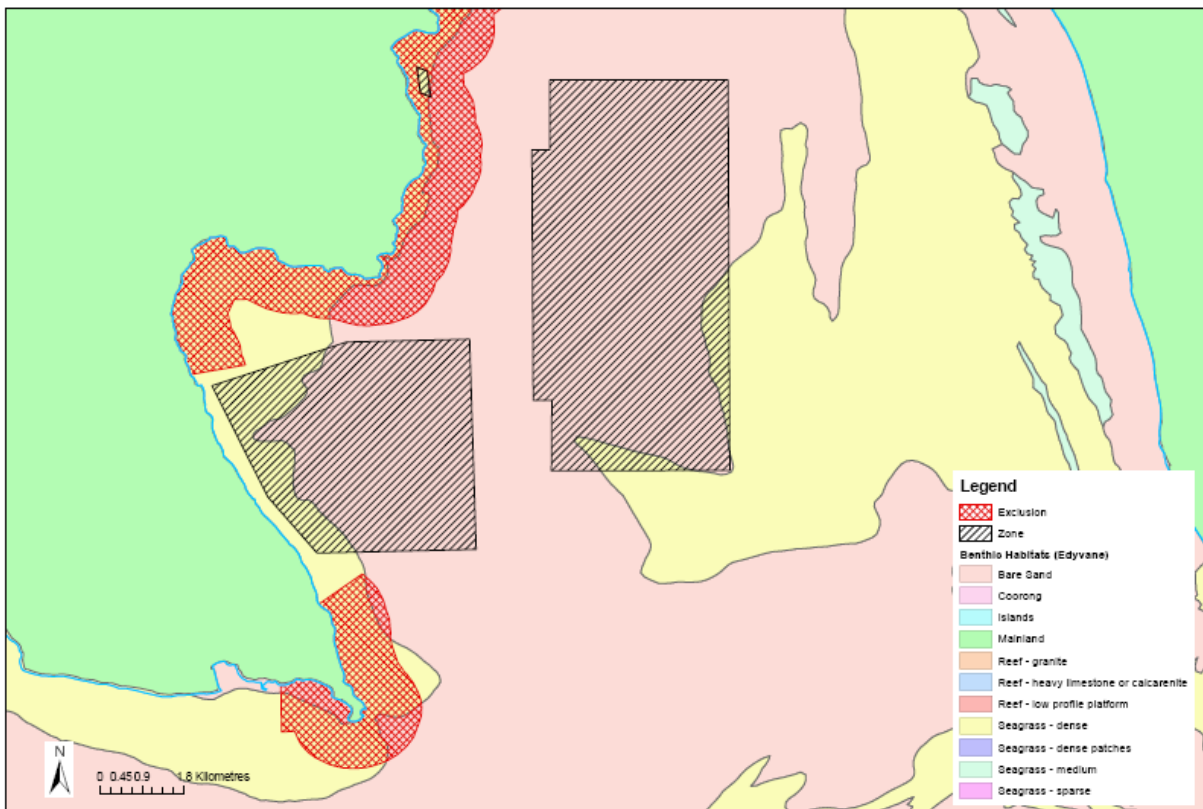 Legend
Exclusion
Zone
Benthic Habitats (Edyvane)
Bare Sand
Coorong
Islands
Mainland
Reef - granite
Reef - heavy limestone or calcarenite
Reef - low profile platform
Seagrass - dense
Seagrass - dense patches
Seagrass - medium
Seagrass - sparse
N
0 0.45 0.9 1.8 Kilometres